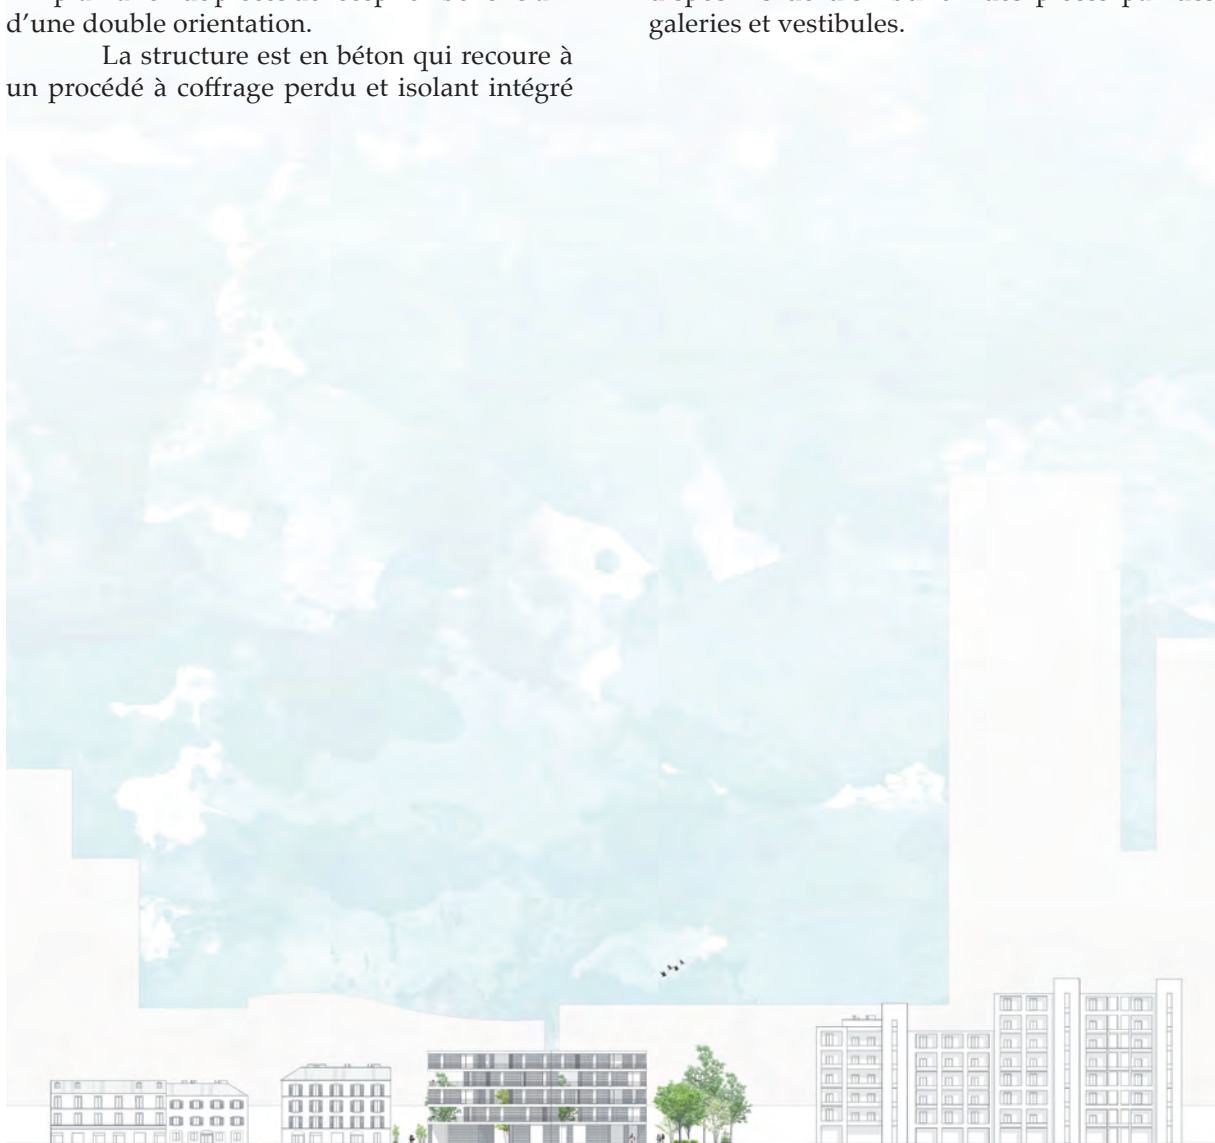 d'une double orientation.
La structure est en béton qui recoure à
un procédé à coffrage perdu et isolant intégré
galeries et vestibules.